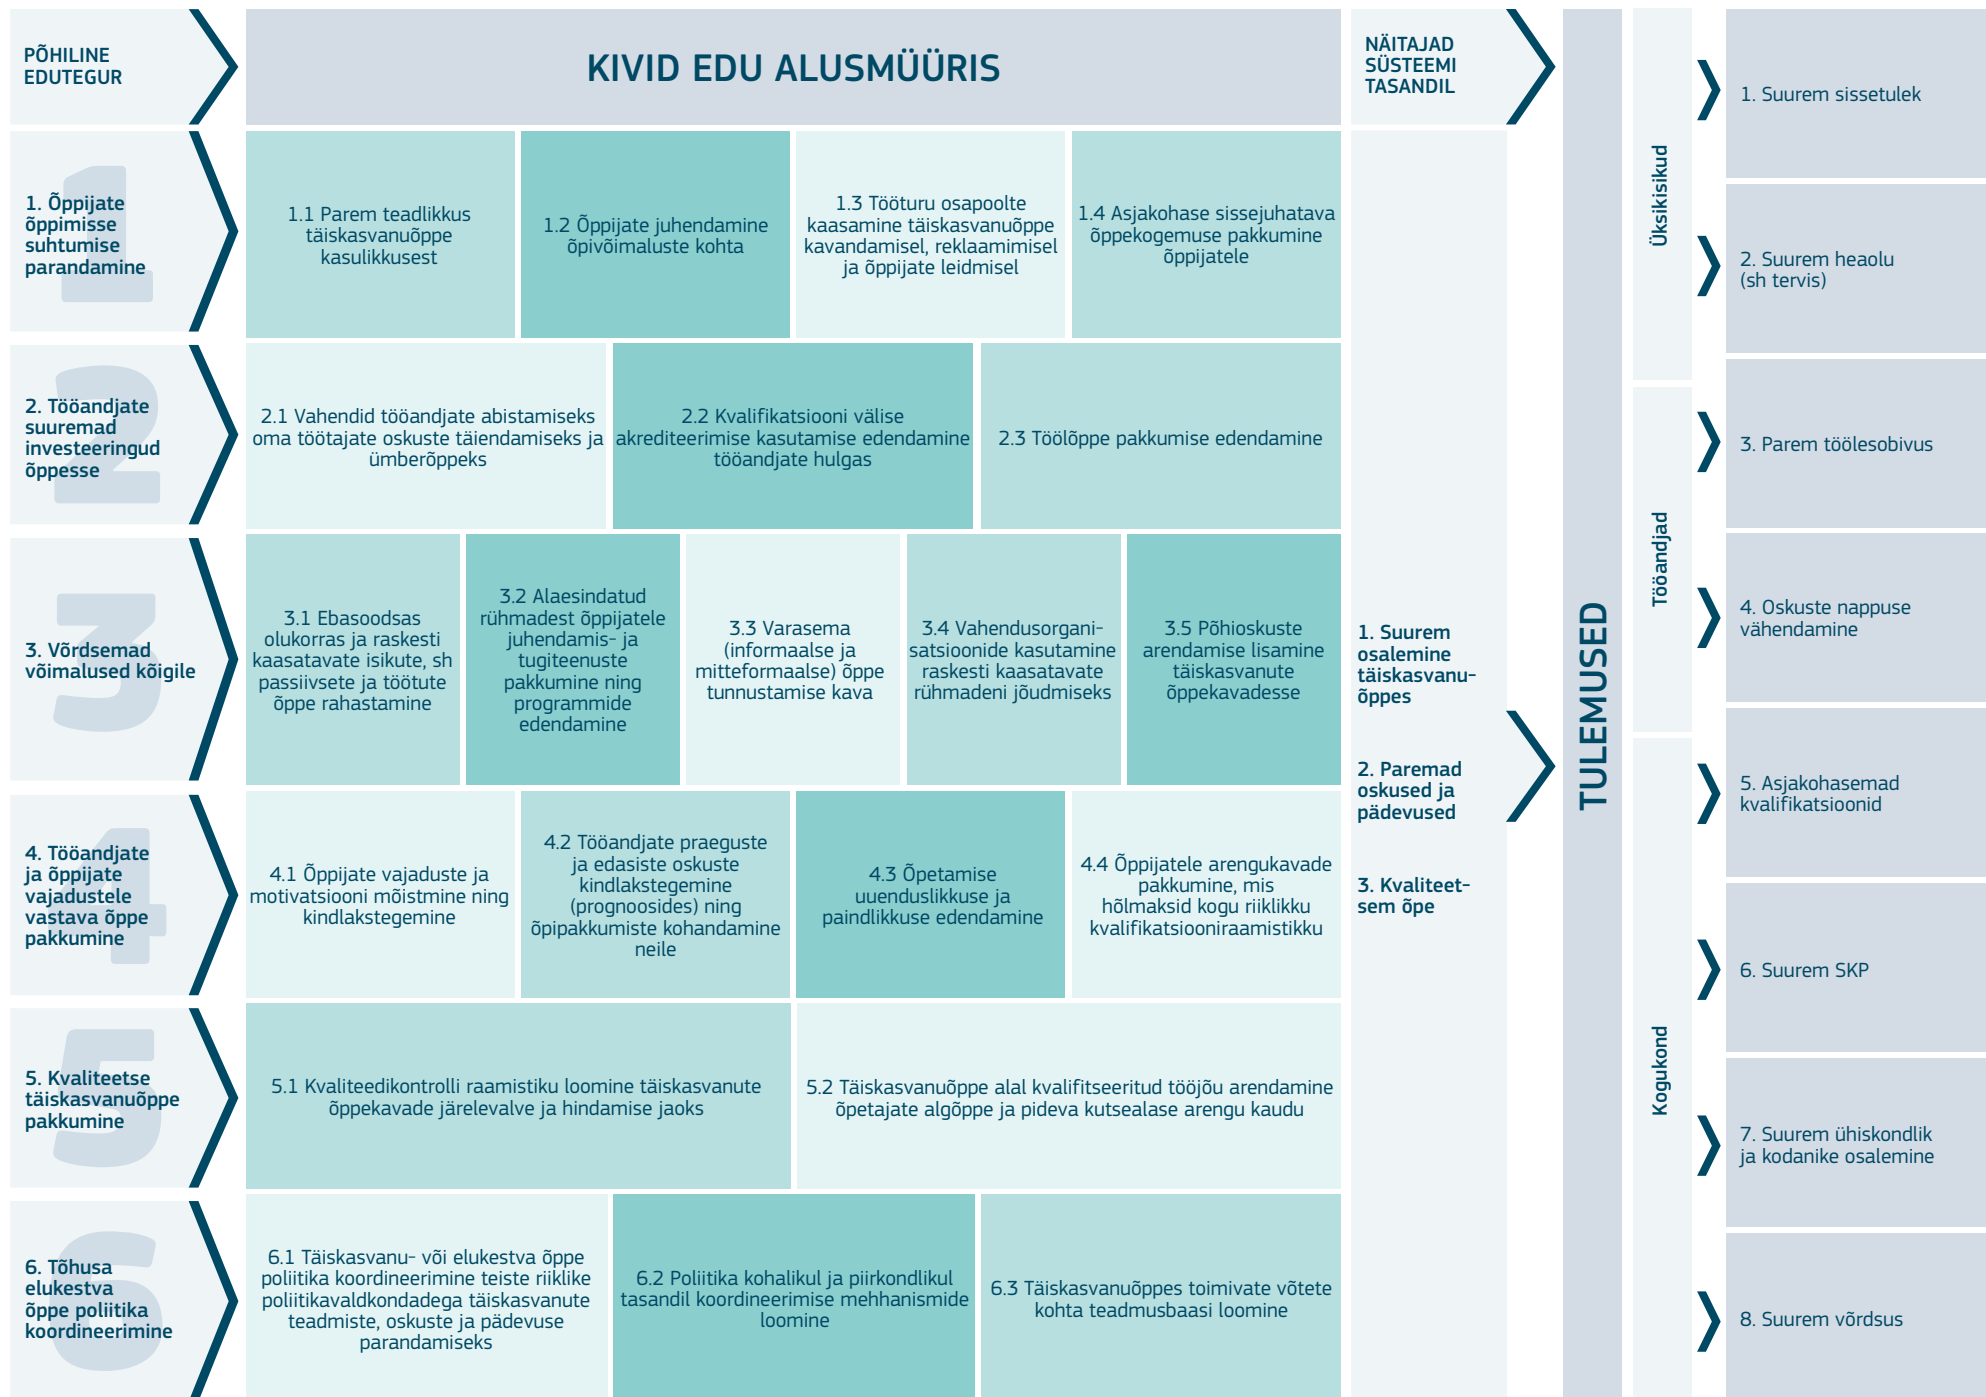 PÕHILINE
EDUTEGUR
KIVID EDU ALUSMÜÜRIS
NÄITAJAD
SÜSTEEMI
TASANDIL
1
1. Õppijate
õppimisse
suhtumise
parandamine
1.1 Parem teadlikkus
täiskasvanuõppe
kasulikkusest
1.2 Õppijate juhendamine
õpivõimaluste kohta
1.3 Tööturu osapoolte
kaasamine täiskasvanuõppe
kavandamisel, reklaamimisel
ja õppijate leidmisel
1.4 Asjakohase sissejuhatava
õppekogemuse pakkumine
õppijatele
2
2. Tööandjate
suuremad
investeeringud
õppesse
2.1 Vahendid tööandjate abistamiseks
oma töötajate oskuste täiendamiseks ja
ümberõppeks
2.2 Kvalifikatsiooni välise
akrediteerimise kasutamise edendamine
tööandjate hulgas
2.3 Töölõppe pakkumise edendamine
3
3. Võrdsemad
võimalused kõigile
3.1 Ebasoodsas
olukorras ja raskesti
kaasatavate isikute, sh
passiivsete ja töötute
õppe rahastamine
3.2 Alaesindatud
rühmadest õppijatele
juhendamis- ja
tugiteenuste
pakkumine ning
programmide
edendamine
3.3 Varasema
(informaalse ja
mitteformaalse) õppe
tunnustamise kava
3.4 Vahendusorgani-
satsioonide kasutamine
raskesti kaasatavate
rühmadeni jõudmiseks
3.5 Põhioskuste
arendamise lisamine
täiskasvanute
õppekavadesse
4
4. Tööandjate
ja õppijate
vajadustele
vastava õppe
pakkumine
4.1 Õppijate vajaduste ja
motivatsiooni mõistmine ning
kindlakstegemine
4.2 Tööandjate praeguste
ja edasiste oskuste
kindlakstegemine
(prognoosides) ning
õpipakkumiste kohandamine
neile
4.3 Õpetamise
uuenduslikkuse ja
paindlikkuse edendamine
4.4 Õppijatele arengukavade
pakkumine, mis
hõlmaksid kogu riiklikku
kvalifikatsiooniraamistikku
5
5. Kvaliteetse
täiskasvanuõppe
pakkumine
5.1 Kvaliteedikontrolli raamistiku loomine täiskasvanute
õppekavade järelevalve ja hindamise jaoks
5.2 Täiskasvanuõppe alal kvalifitseeritud tööjõu arendamine
õpetajate algõppe ja pideva kutsealase arengu kaudu
6
6. Tõhusa
elukestva
õppe poliitika
koordineerimine
6.1 Täiskasvanu- või elukestva õppe
poliitika koordineerimine teiste riiklike
poliitikavaldkondadega täiskasvanute
teadmiste, oskuste ja pädevuse
parandamiseks
6.2 Poliitika kohalikul ja piirkondlikul
tasandil koordineerimise mehhanismide
loomine
6.3 Täiskasvanuõppes toimivate võtete
kohta teadmusbaasi loomine
1. Suurem
osalemine
täiskasvanu-
õppes
2. Paremad
oskused ja
pädevused
3. Kvaliteet-
sem õpe
TULEMUSED
Üksikisikud
1. Suurem sissetulek
2. Suurem heaolu
(sh tervis)
Tööandjad
3. Parem töölesobivus
4. Oskuste nappuse
vähendamine
Kogukond
5. Asjakohasemad
kvalifikatsioonid
6. Suurem SKP
7. Suurem ühiskondlik
ja kodanike osalemine
8. Suurem võrdsus